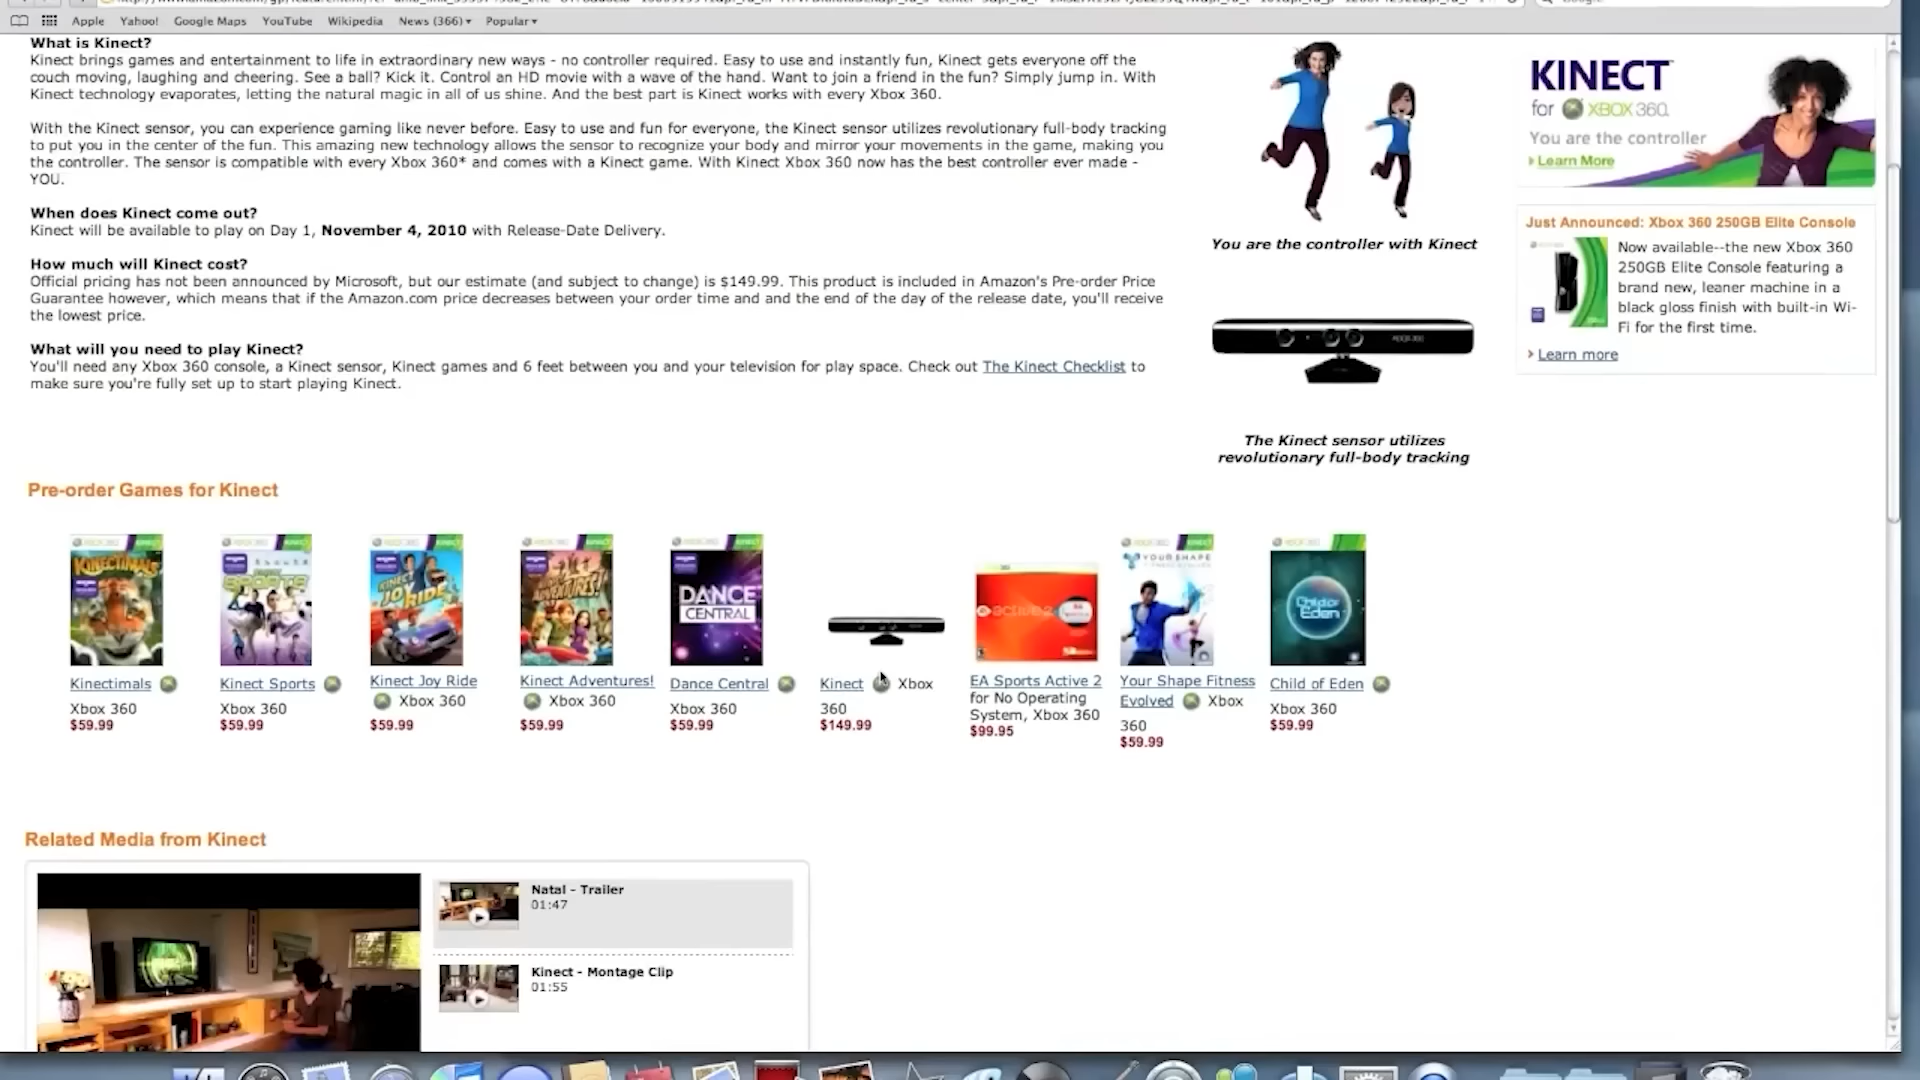 Apple Yahoo! Google Maps YouTube Wikipedia News (366) Popular
What is Kinect?
Kinect brings games and entertainment to life in extraordinary new ways - no controller required. Easy to use and instantly fun, Kinect gets everyone off the
couch moving, laughing and cheering. See a ball? Kick it. Control an HD movie with a wave of the hand. Want to join a friend in the fun? Simply jump in. With
Kinect technology evaporates, letting the natural magic in all of us shine. And the best part is Kinect works with every Xbox 360.
With the Kinect sensor, you can experience gaming like never before. Easy to use and fun for everyone, the Kinect sensor utilizes revolutionary full-body tracking
to put you in the center of the fun. This amazing new technology allows the sensor to recognize your body and mirror your movements in the game, making you
the controller. The sensor is compatible with every Xbox 360* and comes with a Kinect game. With Kinect Xbox 360 now has the best controller ever made -
YOU.
When does Kinect come out?
Kinect will be available to play on Day 1, November 4, 2010 with Release-Date Delivery.
How much will Kinect cost?
Official pricing has not been announced by Microsoft, but our estimate (and subject to change) is $149.99. This product is included in Amazon's Pre-order Price
Guarantee however, which means that if the Amazon.com price decreases between your order time and and the end of the day of the release date, you'll receive
the lowest price.
What will you need to play Kinect?
You'll need any Xbox 360 console, a Kinect sensor, Kinect games and 6 feet between you and your television for play space. Check out The Kinect Checklist to
make sure you're fully set up to start playing Kinect.
You are the controller with Kinect
The Kinect sensor utilizes
revolutionary full-body tracking
KINECT
for XBOX 360.
You are the controller
Learn More
Just Announced: Xbox 360 250GB Elite Console
Now available--the new Xbox 360
250GB Elite Console featuring a
brand new, leaner machine in a
black gloss finish with built-in Wi-
Fi for the first time.
Learn more
Pre-order Games for Kinect
KINECTIMALS
SPORTS
KINECT
JOY RIDE
ADVENTURES!
DANCE
CENTRAL
active 2
YOURSHAPE
Child of
Eden
Kinectimals
Xbox 360
$59.99
Kinect Sports
Xbox 360
$59.99
Kinect Joy Ride
Xbox 360
$59.99
Kinect Adventures!
Xbox 360
$59.99
Dance Central
Xbox 360
$59.99
Kinect Xbox
360
$149.99
EA Sports Active 2
for No Operating
System, Xbox 360
$99.95
Your Shape Fitness
Evolved Xbox
360
$59.99
Child of Eden
Xbox 360
$59.99
Related Media from Kinect
Natal - Trailer
01:47
Kinect - Montage Clip
01:55